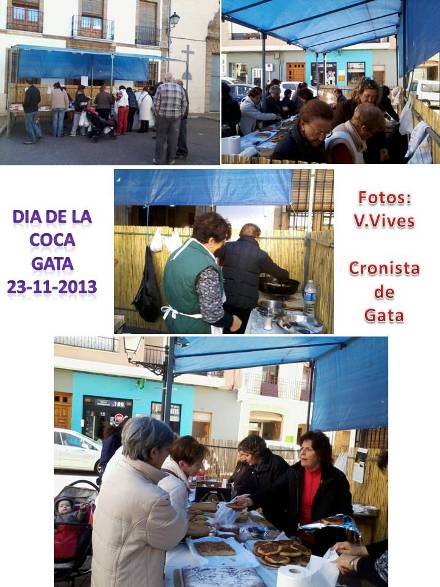 DIA DE LA
COCA
GATA
23-11-2013
Fotos:
V.Vives
Cronista
de
Gata